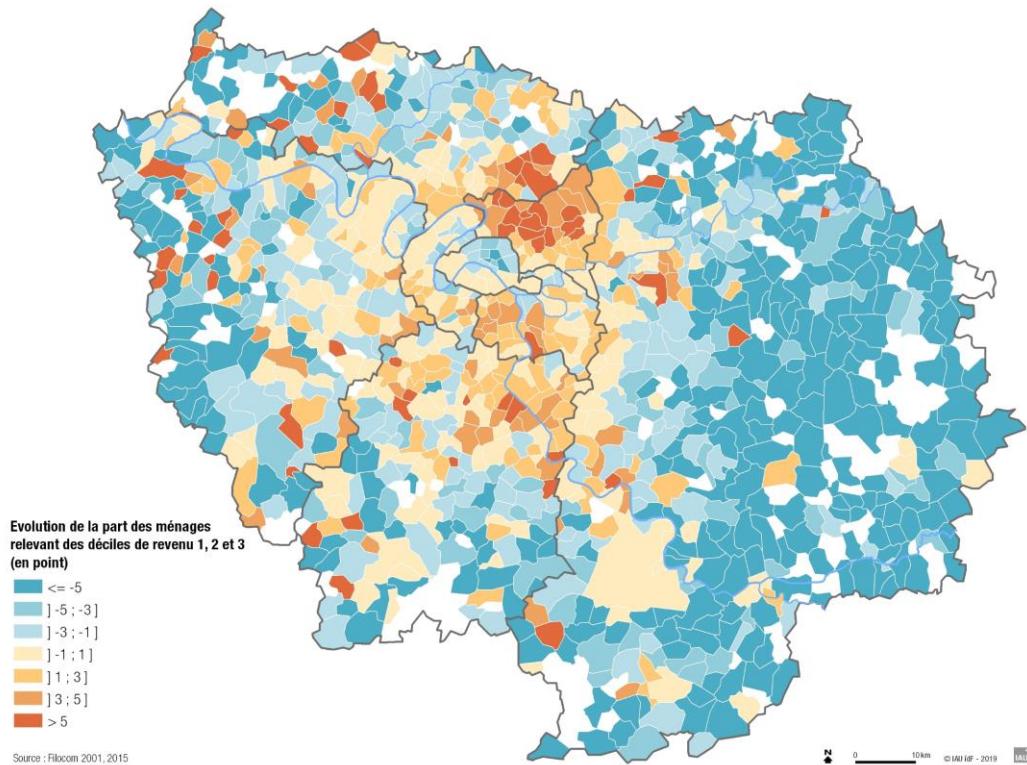 Evolution de la part des ménages
relevant des déciles de revenu 1, 2 et 3
(en point)
<= -5
] -5 ; -3 ]
] -3 ; -1 ]
] -1 ; 1 ]
] 1 ; 3 ]
] 3 ; 5 ]
> 5
Source : Filocom 2001, 2015
N
0 10 km
© IAU îdF - 2019
IAU